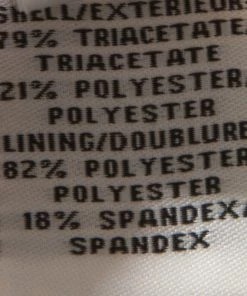 SHELL/EXTERIEUR
79% TRIACETATE
TRIACETATE
21% POLYESTER
POLYESTER
LINING/DOUBLURE
82% POLYESTER
POLYESTER
18% SPANDEX/
SPANDEX